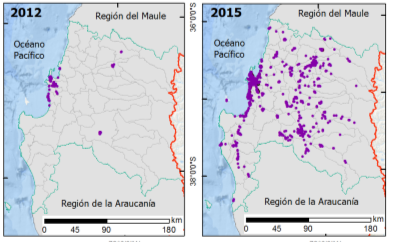 2012
Región del Maule
Océano
Pacífico
Región de la Araucanía
km
0 45 90 180
36°0'0"S
38°0'0"S
2015
Región del Maule
Océano
Pacífico
Región de la Araucanía
km
0 45 90 180